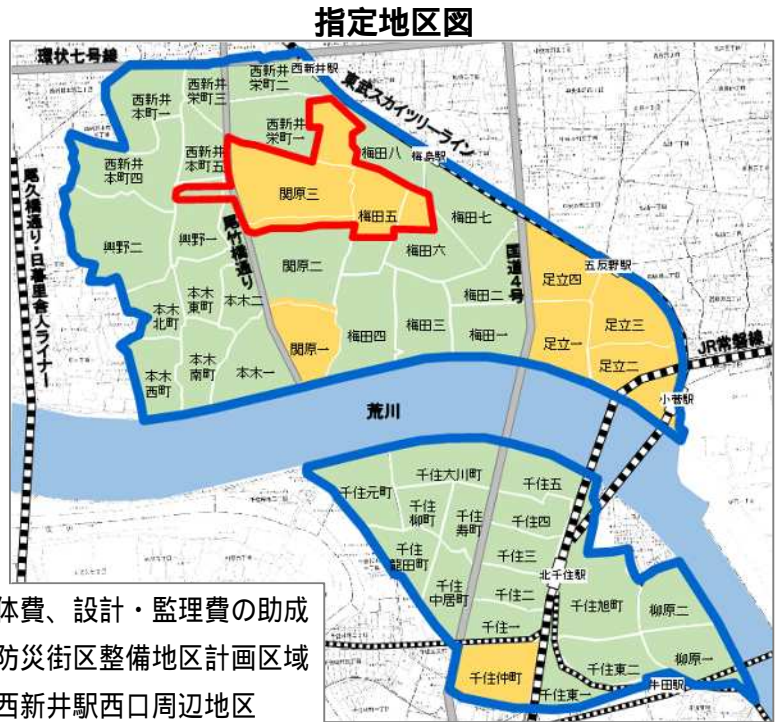 指定地区図
環状七号線
西新井駅
東武スカイツリーライン
西新井
栄町二
西新井
栄町三
西新井
本町一
西新井
栄町一
西新井
本町五
西新井
本町四
梅田八
梅島駅
関原三
梅田五
梅田七
尾久橋通り・日暮里舎人ライナー
興野二
興野一
尾竹橋通り
関原二
梅田六
国道4号
五反野駅
足立四
本木
東町
本木二
本木
北町
梅田二
梅田三
梅田一
梅田四
関原一
足立三
足立一
足立二
JR常磐線
本木
西町
本木
南町
本木一
小菅駅
荒川
千住大川町
千住元町
千住五
千住
柳町
千住
寿町
千住四
千住
龍田町
千住三
千住
中居町
北千住駅
千住二
千住旭町
柳原二
千住一
柳原一
千住仲町
千住東二
千住東一
牛田駅
体費、設計・監理費の助成
防災街区整備地区計画区域
西新井駅西口周辺地区